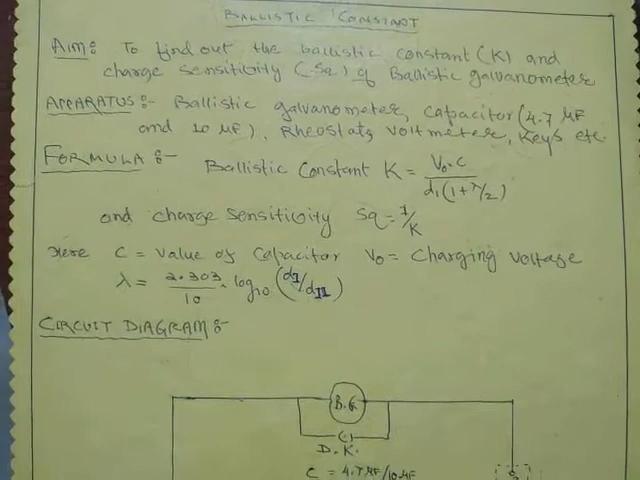 BALLISTIC CONSTANT
AIM:- To find out the ballistic constant (K) and
charge sensitivity (Sq) of Ballistic galvanometer
APPARATUS:- Ballistic galvanometer, capacitor (4.7 μF
and 10 μF), Rheostats, voltmeter, Keys etc.
FORMULA:- Ballistic Constant K = V₀·C / d₁(1+λ/2)
and charge sensitivity Sq = 1/K
Here C = Value of Capacitor V₀ = Charging voltage
λ = 2.303/10 · log₁₀ (dI/dII)
CIRCUIT DIAGRAM:-
B.G.
D.K.
C = 4.7μF/10μF